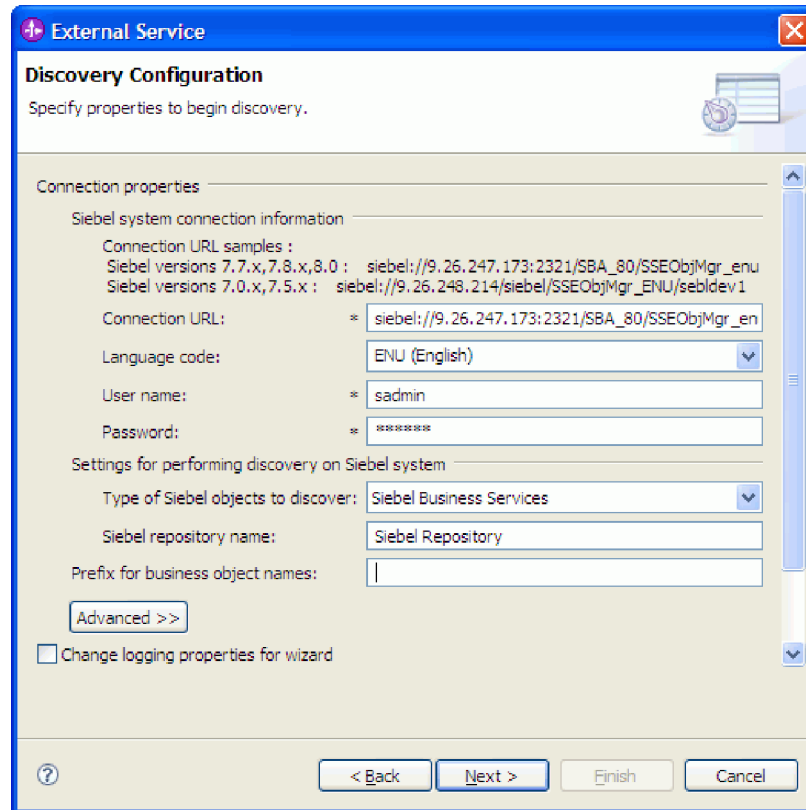 External Service
Discovery Configuration
Specify properties to begin discovery.
Connection properties
Siebel system connection information
Connection URL samples :
Siebel versions 7.7.x,7.8.x,8.0 : siebel://9.26.247.173:2321/SBA_80/SSEObjMgr_enu
Siebel versions 7.0.x,7.5.x : siebel://9.26.248.214/siebel/SSEObjMgr_ENU/sebldev1
Connection URL: * siebel://9.26.247.173:2321/SBA_80/SSEObjMgr_en
Language code: ENU (English)
User name: * sadmin
Password: * ******
Settings for performing discovery on Siebel system
Type of Siebel objects to discover: Siebel Business Services
Siebel repository name: Siebel Repository
Prefix for business object names:
Advanced >>
Change logging properties for wizard
? < Back Next > Finish Cancel